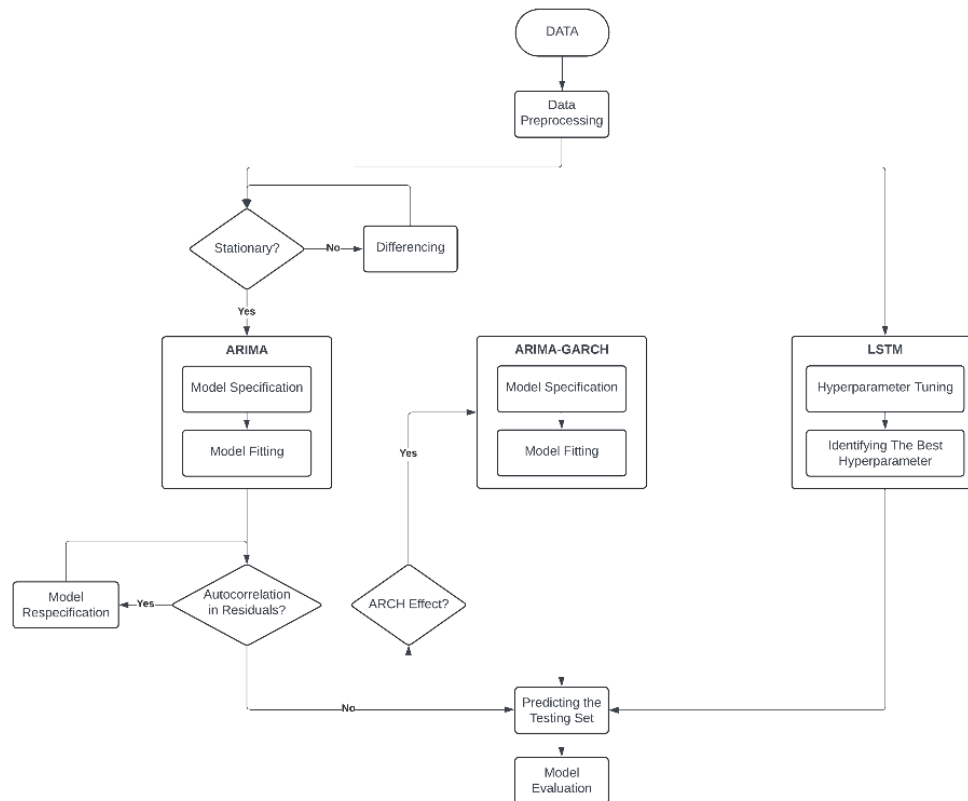 DATA
Data
Preprocessing
Stationary?
No
Differencing
Yes
ARIMA
Model Specification
Model Fitting
ARIMA-GARCH
Model Specification
Model Fitting
LSTM
Hyperparameter Tuning
Identifying The Best
Hyperparameter
Yes
Model
Respecification
Yes
Autocorrelation
in Residuals?
ARCH Effect?
No
Predicting the
Testing Set
Model
Evaluation